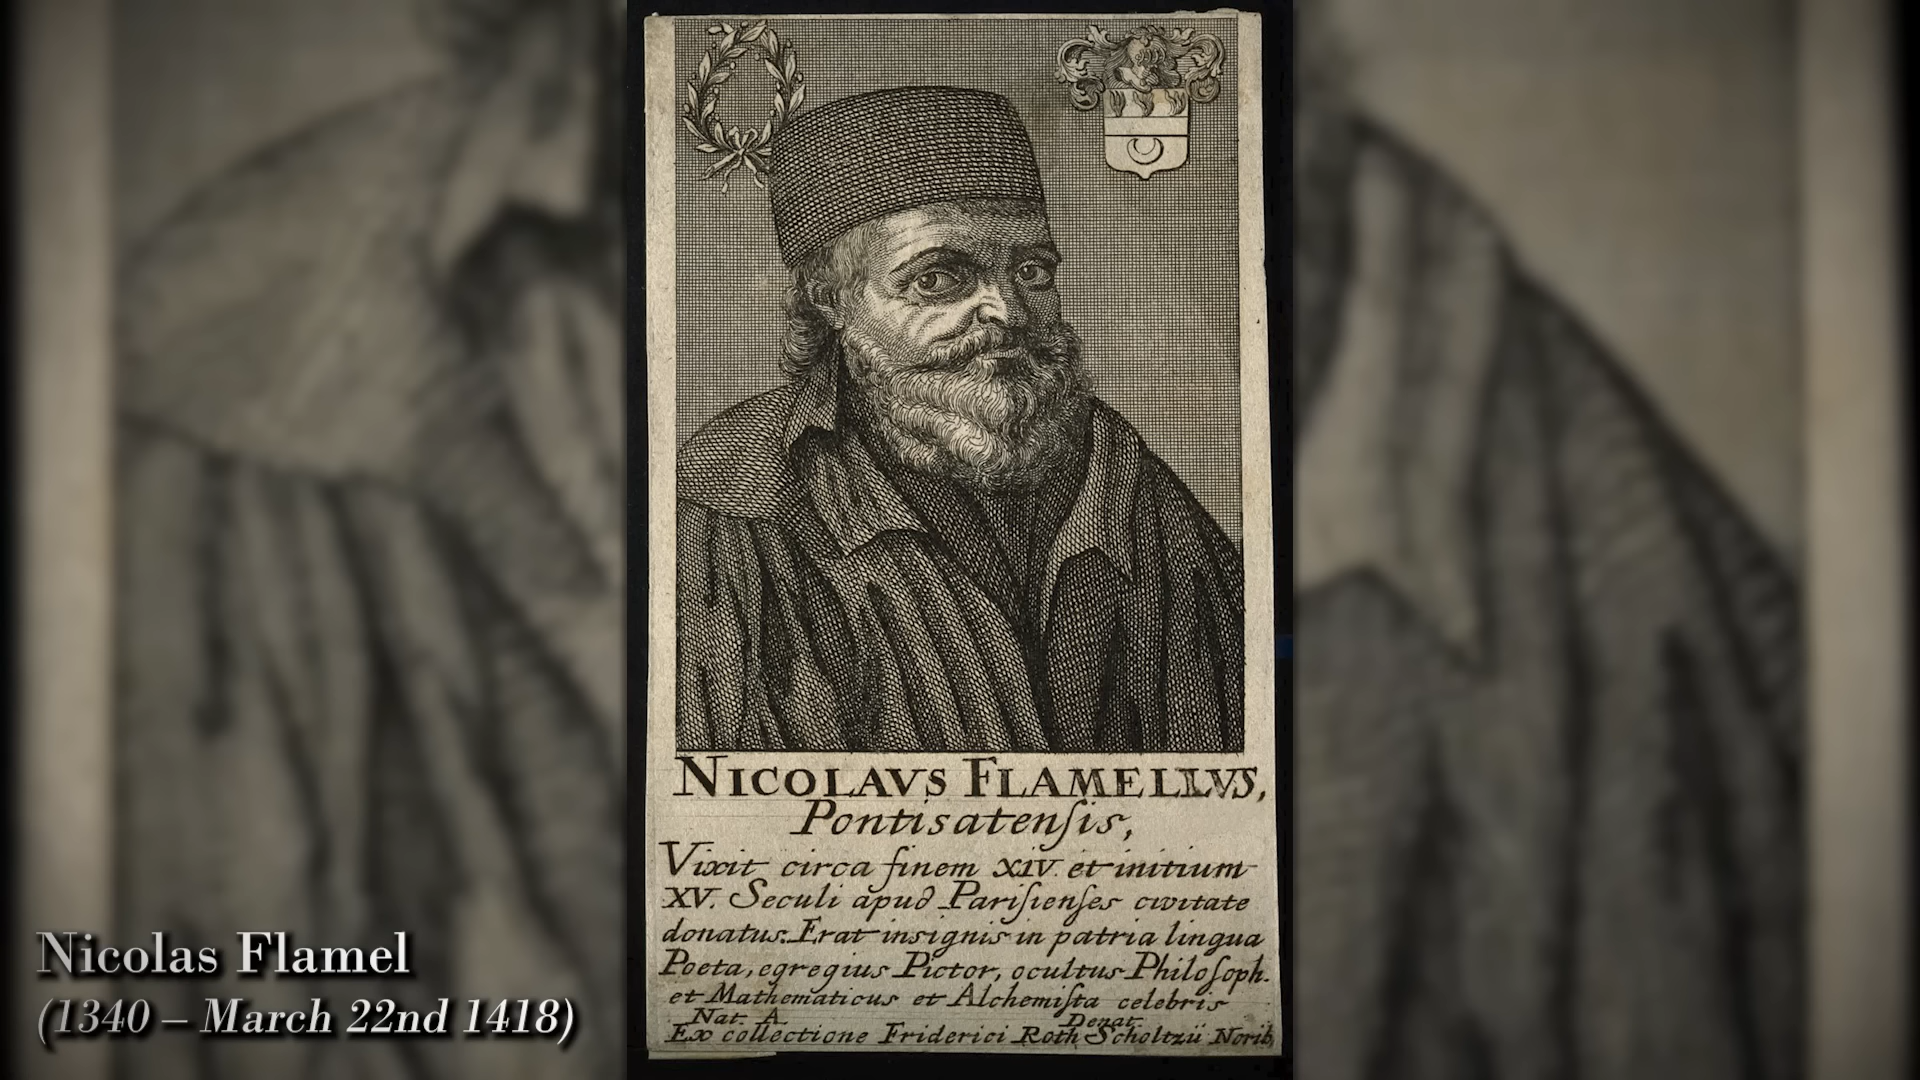 NICOLAVS FLAMELLVS,
Pontisatenſis,
Vixit circa finem XIV. et initium
XV. Seculi apud Pariſienſes civitate
donatus. Erat insignis in patria lingua
Poeta, egregius Pictor, ocultus Philoſoph.
et Mathematicus et Alchemiſta celebris
Nat. A. Denat.
Ex collectione Friderici Roth Scholtzii Norib.
Nicolas Flamel
(1340 – March 22nd 1418)